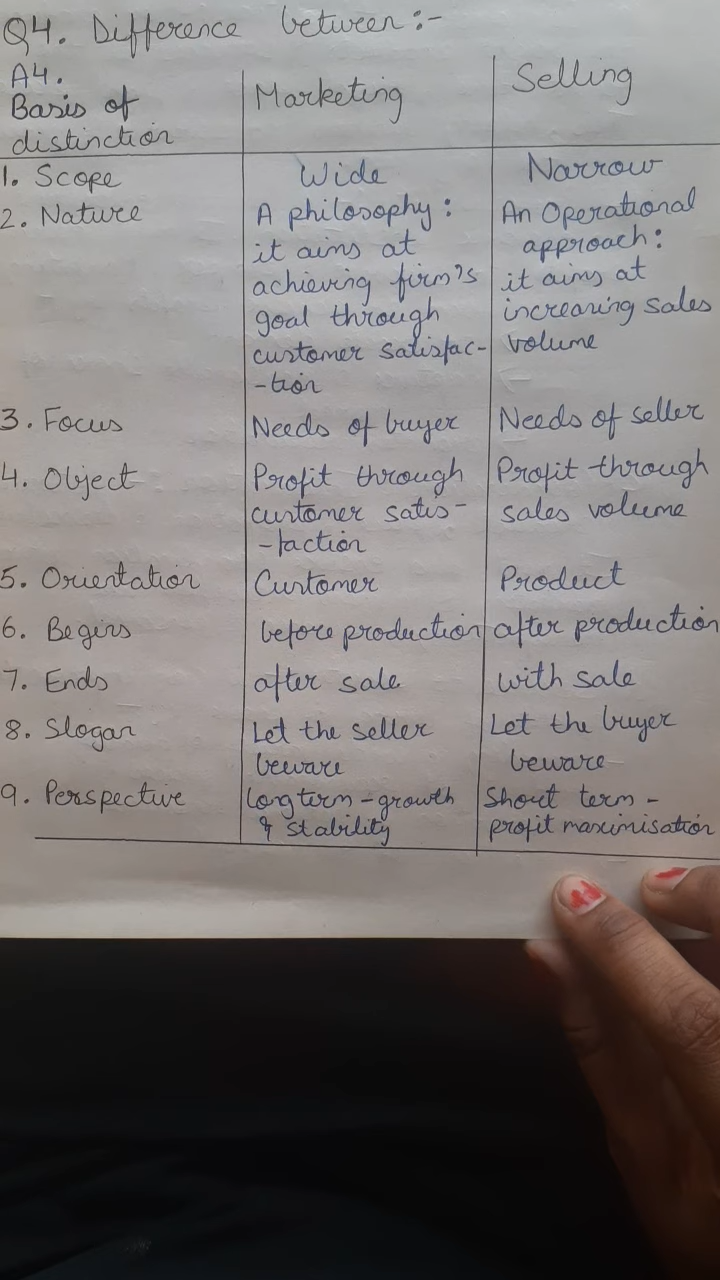 Q4. Difference between:-
A4.
Basis of distinction | Marketing | Selling
1. Scope | Wide | Narrow
2. Nature | A philosophy: | An Operational
it aims at | approach:
achieving firm's | it aims at
goal through | increasing sales
customer satisfac- | volume
-tion
3. Focus | Needs of buyer | Needs of seller
4. Object | Profit through | Profit through
customer satis- | sales volume
-faction
5. Orientation | Customer | Product
6. Begins | before production | after production
7. Ends | after sale | with sale
8. Slogan | Let the seller | Let the buyer
beware | beware
9. Perspective | Longterm-growth | Short term -
& stability | profit maximisation